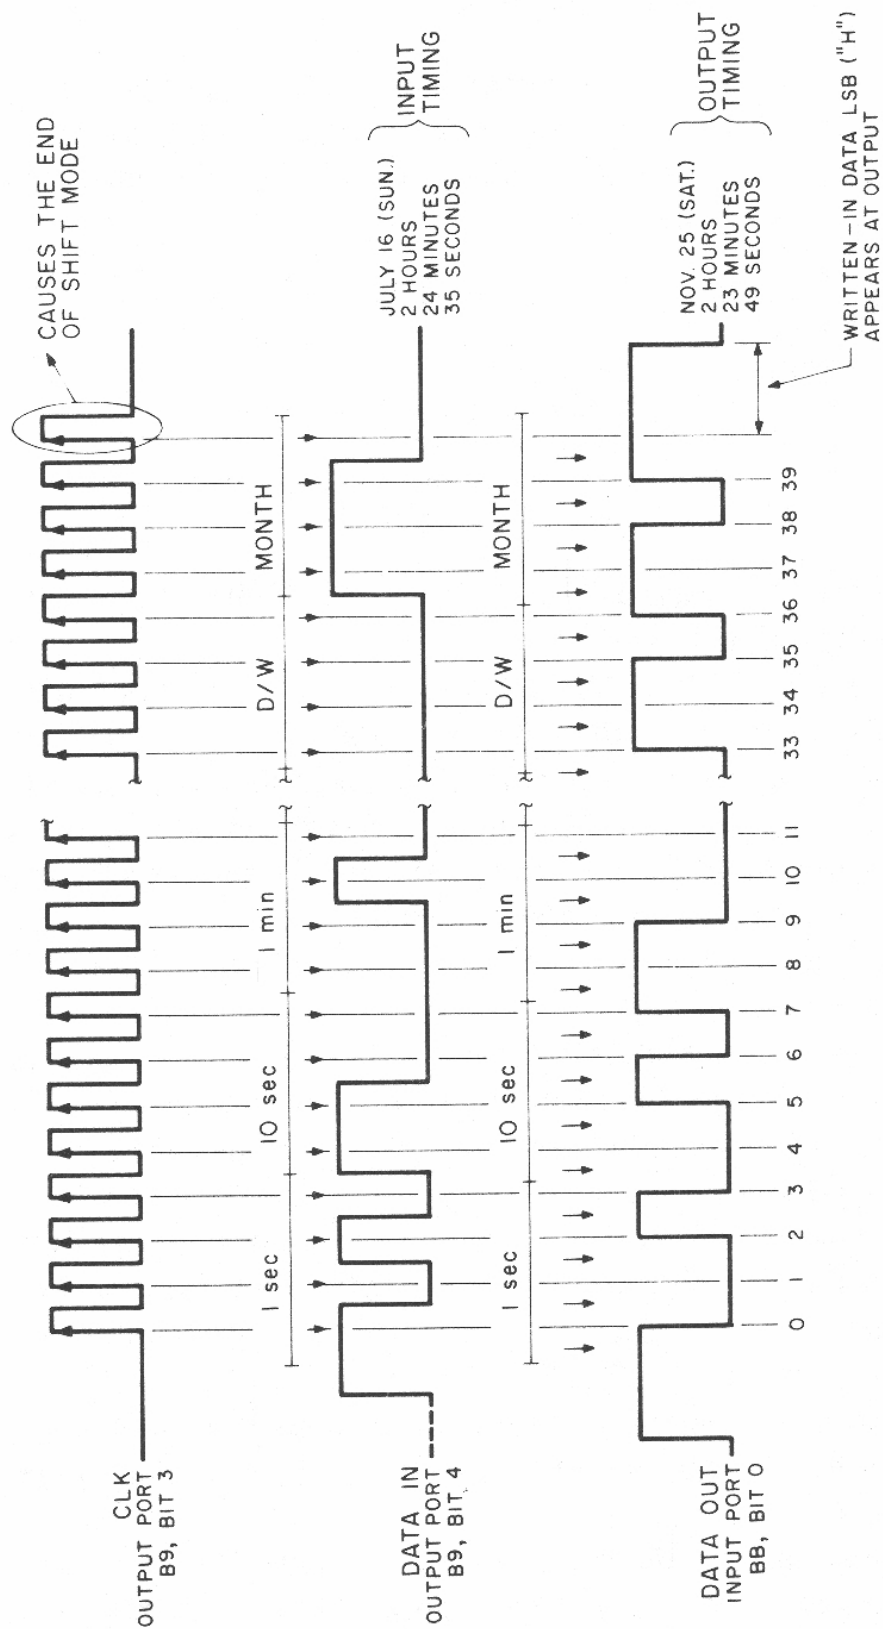 CLK
OUTPUT PORT
B9, BIT 3
CAUSES THE END
OF SHIFT MODE
1 sec
10 sec
1 min
D/W
MONTH
DATA IN
OUTPUT PORT
B9, BIT 4
JULY 16 (SUN.)
2 HOURS
24 MINUTES
35 SECONDS
INPUT
TIMING
1 sec
10 sec
1 min
D/W
MONTH
DATA OUT
INPUT PORT
BB, BIT 0
NOV. 25 (SAT.)
2 HOURS
23 MINUTES
49 SECONDS
OUTPUT
TIMING
0 1 2 3 4 5 6 7 8 9 10 11 33 34 35 36 37 38 39
WRITTEN-IN DATA LSB ("H")
APPEARS AT OUTPUT